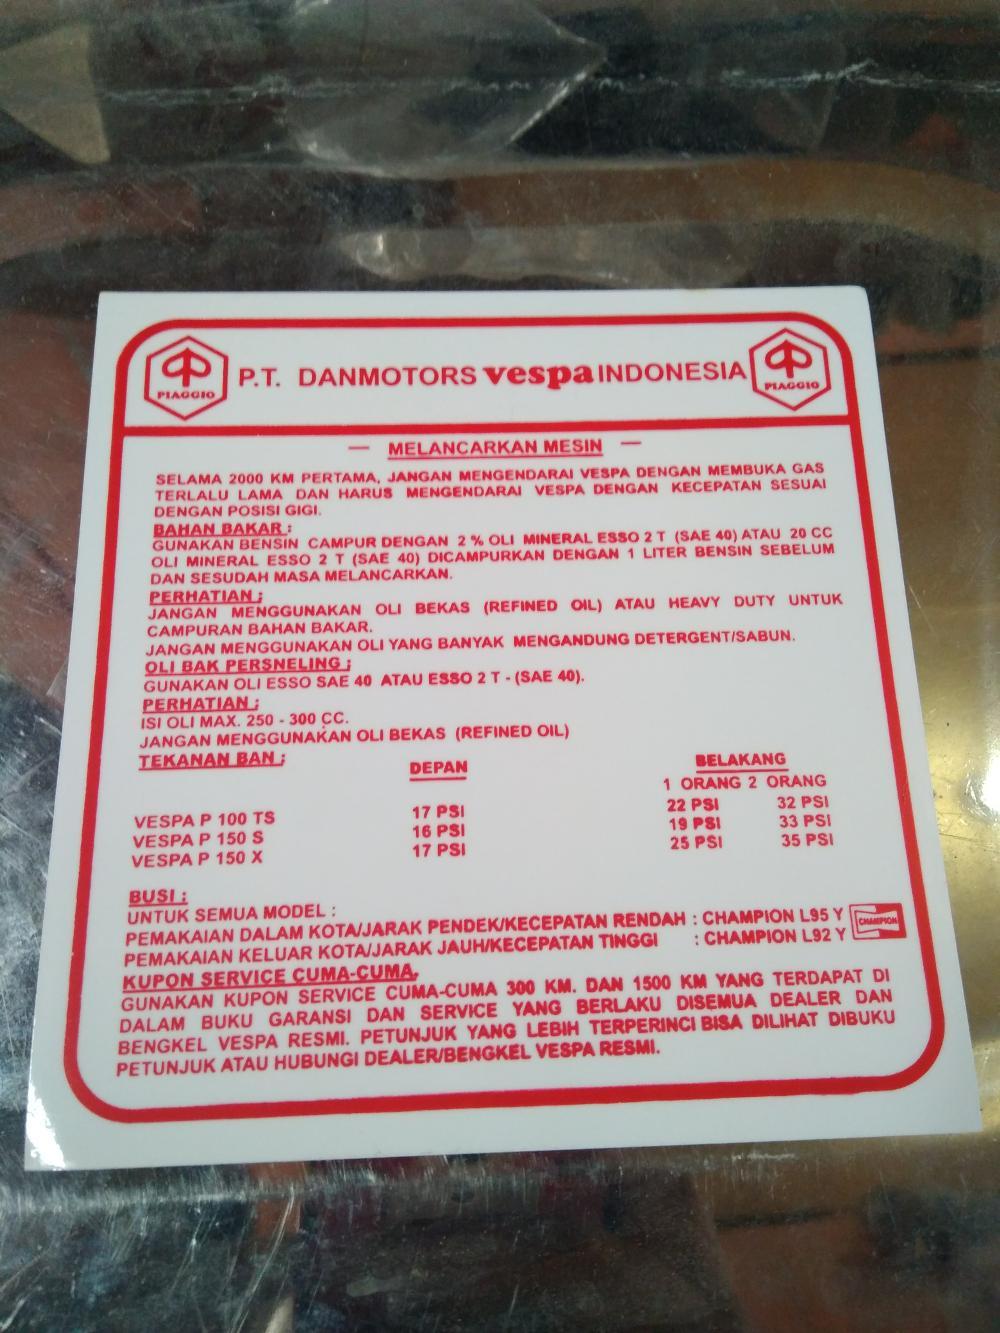 PIAGGIO
P.T. DANMOTORS vespa INDONESIA
PIAGGIO
— MELANCARKAN MESIN —
SELAMA 2000 KM PERTAMA, JANGAN MENGENDARAI VESPA DENGAN MEMBUKA GAS
TERLALU LAMA DAN HARUS MENGENDARAI VESPA DENGAN KECEPATAN SESUAI
DENGAN POSISI GIGI.
BAHAN BAKAR :
GUNAKAN BENSIN CAMPUR DENGAN 2 % OLI MINERAL ESSO 2 T (SAE 40) ATAU 20 CC
OLI MINERAL ESSO 2 T (SAE 40) DICAMPURKAN DENGAN 1 LITER BENSIN SEBELUM
DAN SESUDAH MASA MELANCARKAN.
PERHATIAN :
JANGAN MENGGUNAKAN OLI BEKAS (REFINED OIL) ATAU HEAVY DUTY UNTUK
CAMPURAN BAHAN BAKAR.
JANGAN MENGGUNAKAN OLI YANG BANYAK MENGANDUNG DETERGENT/SABUN.
OLI BAK PERSNELING :
GUNAKAN OLI ESSO SAE 40 ATAU ESSO 2 T - (SAE 40).
PERHATIAN :
ISI OLI MAX. 250 - 300 CC.
JANGAN MENGGUNAKAN OLI BEKAS (REFINED OIL)
TEKANAN BAN : DEPAN BELAKANG
1 ORANG 2 ORANG
VESPA P 100 TS 17 PSI 22 PSI 32 PSI
VESPA P 150 S 16 PSI 19 PSI 33 PSI
VESPA P 150 X 17 PSI 25 PSI 35 PSI
BUSI :
UNTUK SEMUA MODEL :
PEMAKAIAN DALAM KOTA/JARAK PENDEK/KECEPATAN RENDAH : CHAMPION L95 Y
PEMAKAIAN KELUAR KOTA/JARAK JAUH/KECEPATAN TINGGI : CHAMPION L92 Y
CHAMPION
KUPON SERVICE CUMA-CUMA.
GUNAKAN KUPON SERVICE CUMA-CUMA 300 KM. DAN 1500 KM YANG TERDAPAT DI
DALAM BUKU GARANSI DAN SERVICE YANG BERLAKU DISEMUA DEALER DAN
BENGKEL VESPA RESMI. PETUNJUK YANG LEBIH TERPERINCI BISA DILIHAT DIBUKU
PETUNJUK ATAU HUBUNGI DEALER/BENGKEL VESPA RESMI.